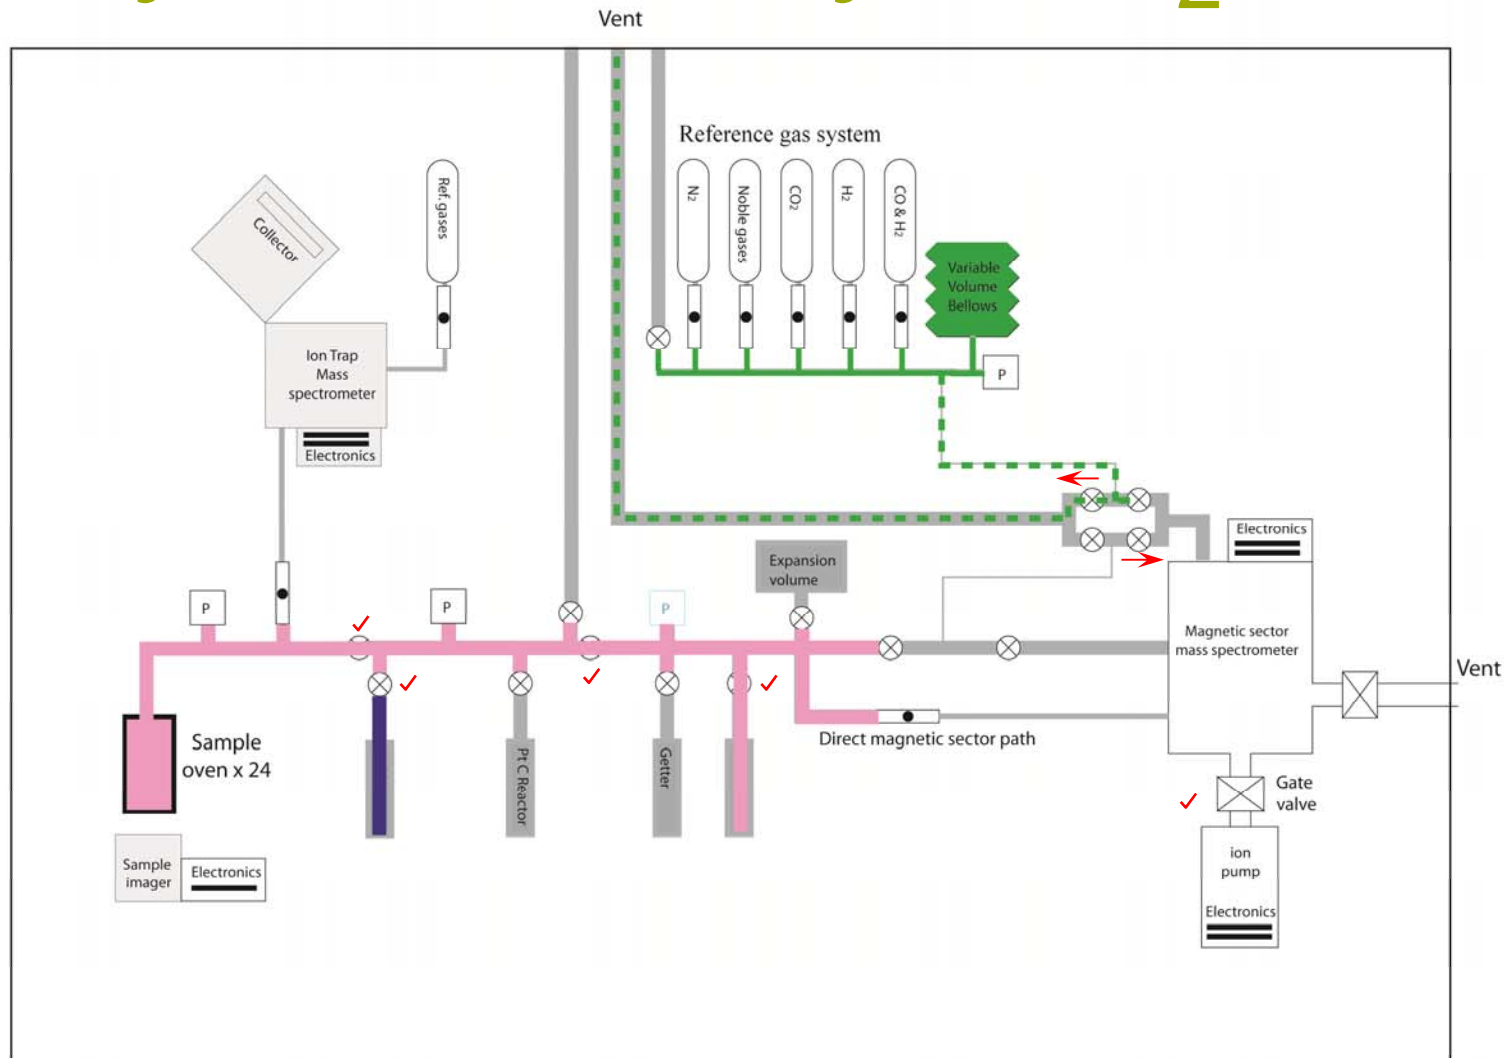 Vent
Reference gas system
Ref. gases
N2
Noble gases
CO2
H2
CO & H2
Collector
Variable
Volume
Bellows
Ion Trap
Mass
spectrometer
P
Electronics
Electronics
Expansion
volume
P
P
P
Magnetic sector
mass spectrometer
Vent
Direct magnetic sector path
Sample
oven x 24
Pt C Reactor
Getter
Gate
valve
Sample
imager
Electronics
ion
pump
Electronics